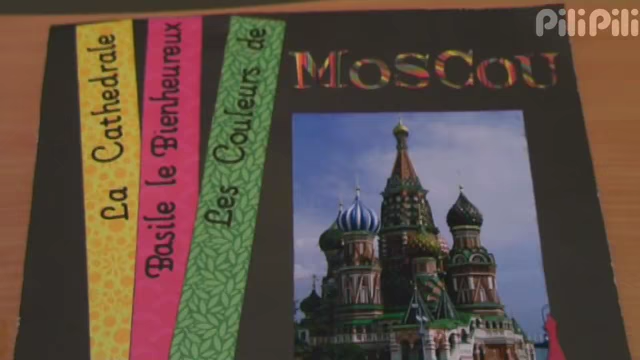 PiliPili
La Cathedrale
Basile le Bienheureux
Les Couleurs de
MOSCOU